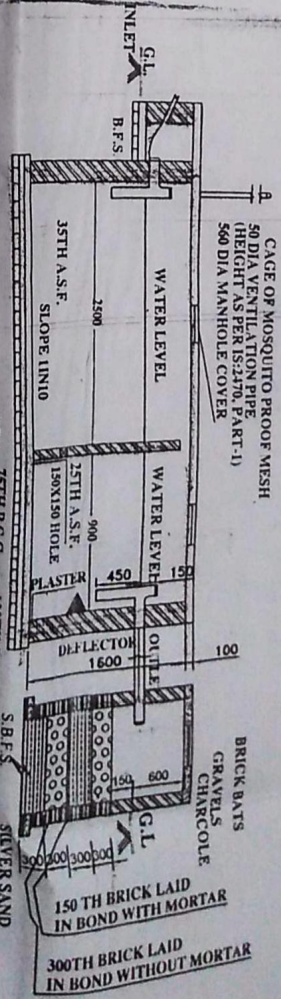 CAGE OF MOSQUITO PROOF MESH
50 DIA VENTILATION PIPE
(HEIGHT AS PER IS:2470, PART-1)
560 DIA MANHOLE COVER
G.L.
INLET
B.F.S.
WATER LEVEL
WATER LEVEL
2500
900
35TH A.S.F.
SLOPE 1IN10
25TH A.S.F.
150X150 HOLE
PLASTER
450
150
DEFLECTOR
OUTLE
1600
100
BRICK BATS
GRAVELS
CHARCOLE
150
600
G.L
300
300
300
300
S.B.F.S.
SILVER SAND
150 TH BRICK LAID
IN BOND WITH MORTAR
300TH BRICK LAID
IN BOND WITHOUT MORTAR